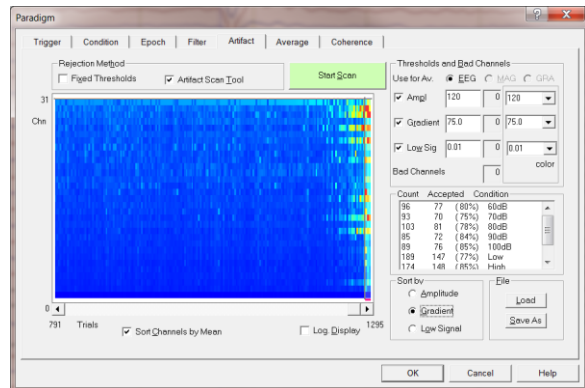 Paradigm
? X
Trigger Condition Epoch Filter Artifact Average Coherence
Rejection Method
Fixed Thresholds
Artifact Scan Tool
Start Scan
31
Chn
0
791 Trials 1295
Sort Channels by Mean
Log. Display
Thresholds and Bad Channels
Use for Av. EEG MAG GRA
Ampl 120 0 120
Gradient 75.0 0 75.0
Low Sig 0.01 0 0.01
Bad Channels 0 color
Count Accepted Condition
96 77 (80%) 60dB
93 70 (75%) 70dB
103 81 (78%) 80dB
85 72 (84%) 90dB
89 76 (85%) 100dB
189 147 (77%) Low
174 148 (85%) High
Sort by
Amplitude
Gradient
Low Signal
File
Load
Save As
OK Cancel Help